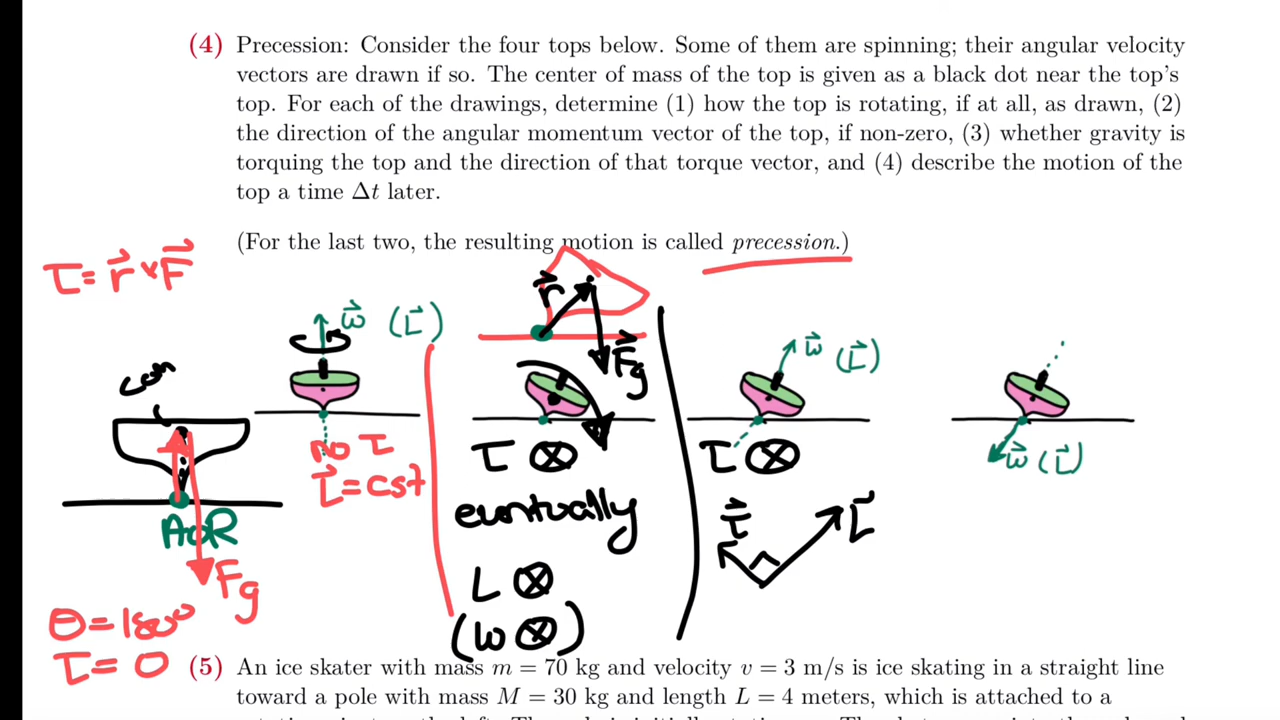 (4) Precession: Consider the four tops below. Some of them are spinning; their angular velocity
vectors are drawn if so. The center of mass of the top is given as a black dot near the top's
top. For each of the drawings, determine (1) how the top is rotating, if at all, as drawn, (2)
the direction of the angular momentum vector of the top, if non-zero, (3) whether gravity is
torquing the top and the direction of that torque vector, and (4) describe the motion of the
top a time Δt later.
(For the last two, the resulting motion is called precession.)
τ = r⃗ × F⃗
r⃗
F⃗g
com
AoR
Fg
θ = 180°
τ = 0
ω⃗ (L⃗)
no τ
L⃗ = cst
τ ⊗
eventually
L ⊗
(ω ⊗)
ω⃗ (L⃗)
τ ⊗
τ⃗
L⃗
ω⃗ (L⃗)
(5) An ice skater with mass m = 70 kg and velocity v = 3 m/s is ice skating in a straight line
toward a pole with mass M = 30 kg and length L = 4 meters, which is attached to a